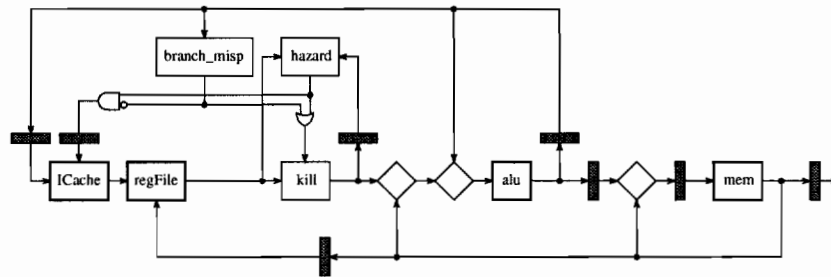 branch_misp
hazard
ICache
regFile
kill
alu
mem